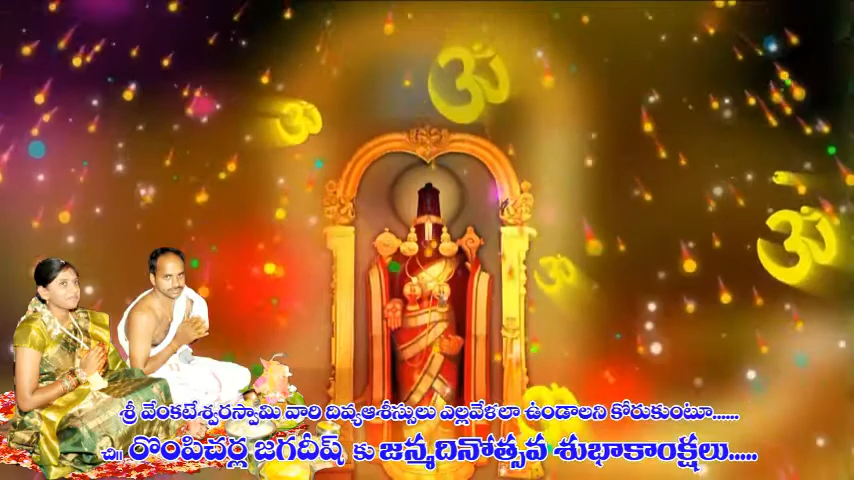 ॐ
ॐ
ॐ
ॐ
ॐ
శ్రీ వేంకటేశ్వరస్వామి వారి దివ్యఆశీస్సులు ఎల్లవేళలా ఉండాలని కోరుకుంటూ......
చి॥ రొంపిచర్ల జగదీష్ కు జన్మదినోత్సవ శుభాకాంక్షలు.....